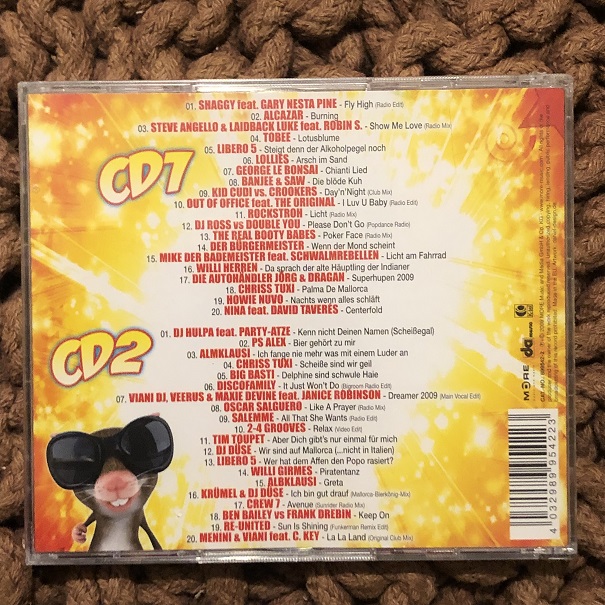 CD1
01. SHAGGY feat. GARY NESTA PINE - Fly High (Radio Edit)
02. ALCAZAR - Burning
03. STEVE ANGELLO & LAIDBACK LUKE feat. ROBIN S. - Show Me Love (Radio Mix)
04. TOBEE - Lotusblume
05. LIBERO 5 - Steigt denn der Alkoholpegel noch
06. LOLLIES - Arsch im Sand
07. GEORGE LE BONSAI - Chianti Lied
08. BANJEE & SAW - Die blöde Kuh
09. KID CUDI vs. CROOKERS - Day'n'Night (Club Mix)
10. OUT OF OFFICE feat. THE ORIGINAL - I Luv U Baby (Radio Edit)
11. ROCKSTROH - Licht (Radio Mix)
12. DJ ROSS vs DOUBLE YOU - Please Don't Go (Popdance Radio)
13. THE REAL BOOTY BABES - Poker Face (Radio Mix)
14. DER BÜRGERMEISTER - Wenn der Mond scheint
15. MIKE DER BADEMEISTER feat. SCHWALMREBELLEN - Licht am Fahrrad
16. WILLI HERREN - Da sprach der alte Häuptling der Indianer
17. DIE AUTOHÄNDLER JÖRG & DRAGAN - Superhupen 2009
18. CHRISS TUXI - Palma De Mallorca
19. HOWIE NUVO - Nachts wenn alles schläft
20. NINA feat. DAVID TAVERES - Centerfold
CD2
01. DJ HULPA feat. PARTY-ATZE - Kenn nicht Deinen Namen (Scheißegal)
02. PS ALEX - Bier gehört zu mir
03. ALMKLAUSI - Ich fange nie mehr was mit einem Luder an
04. CHRISS TUXI - Scheiße sind wir geil
05. BIG BASTI - Delphine sind schwule Haie
06. DISCOFAMILY - It Just Won't Do (Bigroom Radio Edit)
07. VIANI DJ, VEERUS & MAXIE DEVINE feat. JANICE ROBINSON - Dreamer 2009 (Main Vocal Edit)
08. OSCAR SALGUERO - Like A Prayer (Radio Mix)
09. SALEMME - All That She Wants (Radio Edit)
10. 2-4 GROOVES - Relax (Video Edit)
11. TIM TOUPET - Aber Dich gibt's nur einmal für mich
12. DJ DÜSE - Wir sind auf Mallorca (...nicht in Italien)
13. LIBERO 5 - Wer hat dem Affen den Popo rasiert?
14. WILLI GIRMES - Piratentanz
15. ALBKLAUSI - Greta
16. KRÜMEL & DJ DÜSE - Ich bin gut drauf (Mallorca-Bierkönig-Mix)
17. CREW 7 - Avenue (Sunrider Radio Mix)
18. BEN BAILEY vs FRANK DREBIN - Keep On
19. RE-UNITED - Sun Is Shining (Funkerman Remix Edit)
20. MENINI & VIANI feat. C. KEY - La La Land (Original Club Mix)
MORE
da music
4 032989 954223